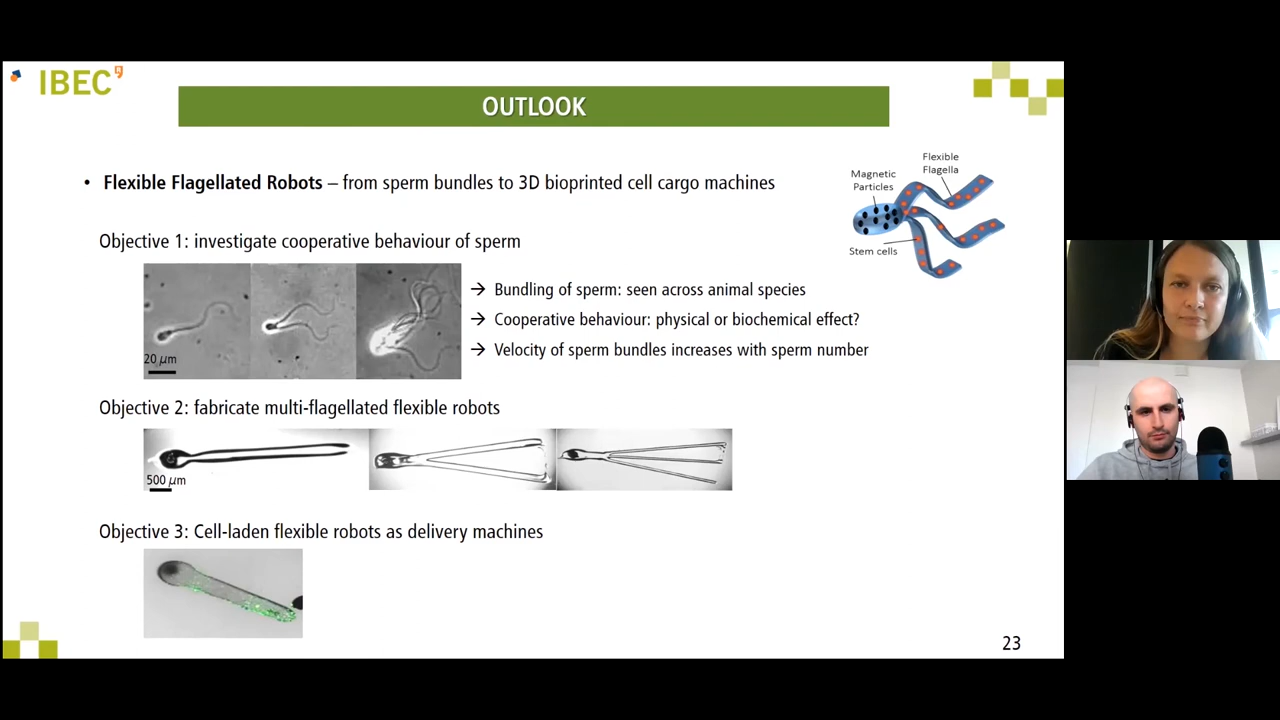 IBEC
OUTLOOK
• Flexible Flagellated Robots – from sperm bundles to 3D bioprinted cell cargo machines
Flexible
Flagella
Magnetic
Particles
Stem cells
Objective 1: investigate cooperative behaviour of sperm
20 µm
→ Bundling of sperm: seen across animal species
→ Cooperative behaviour: physical or biochemical effect?
→ Velocity of sperm bundles increases with sperm number
Objective 2: fabricate multi-flagellated flexible robots
500 µm
Objective 3: Cell-laden flexible robots as delivery machines
23